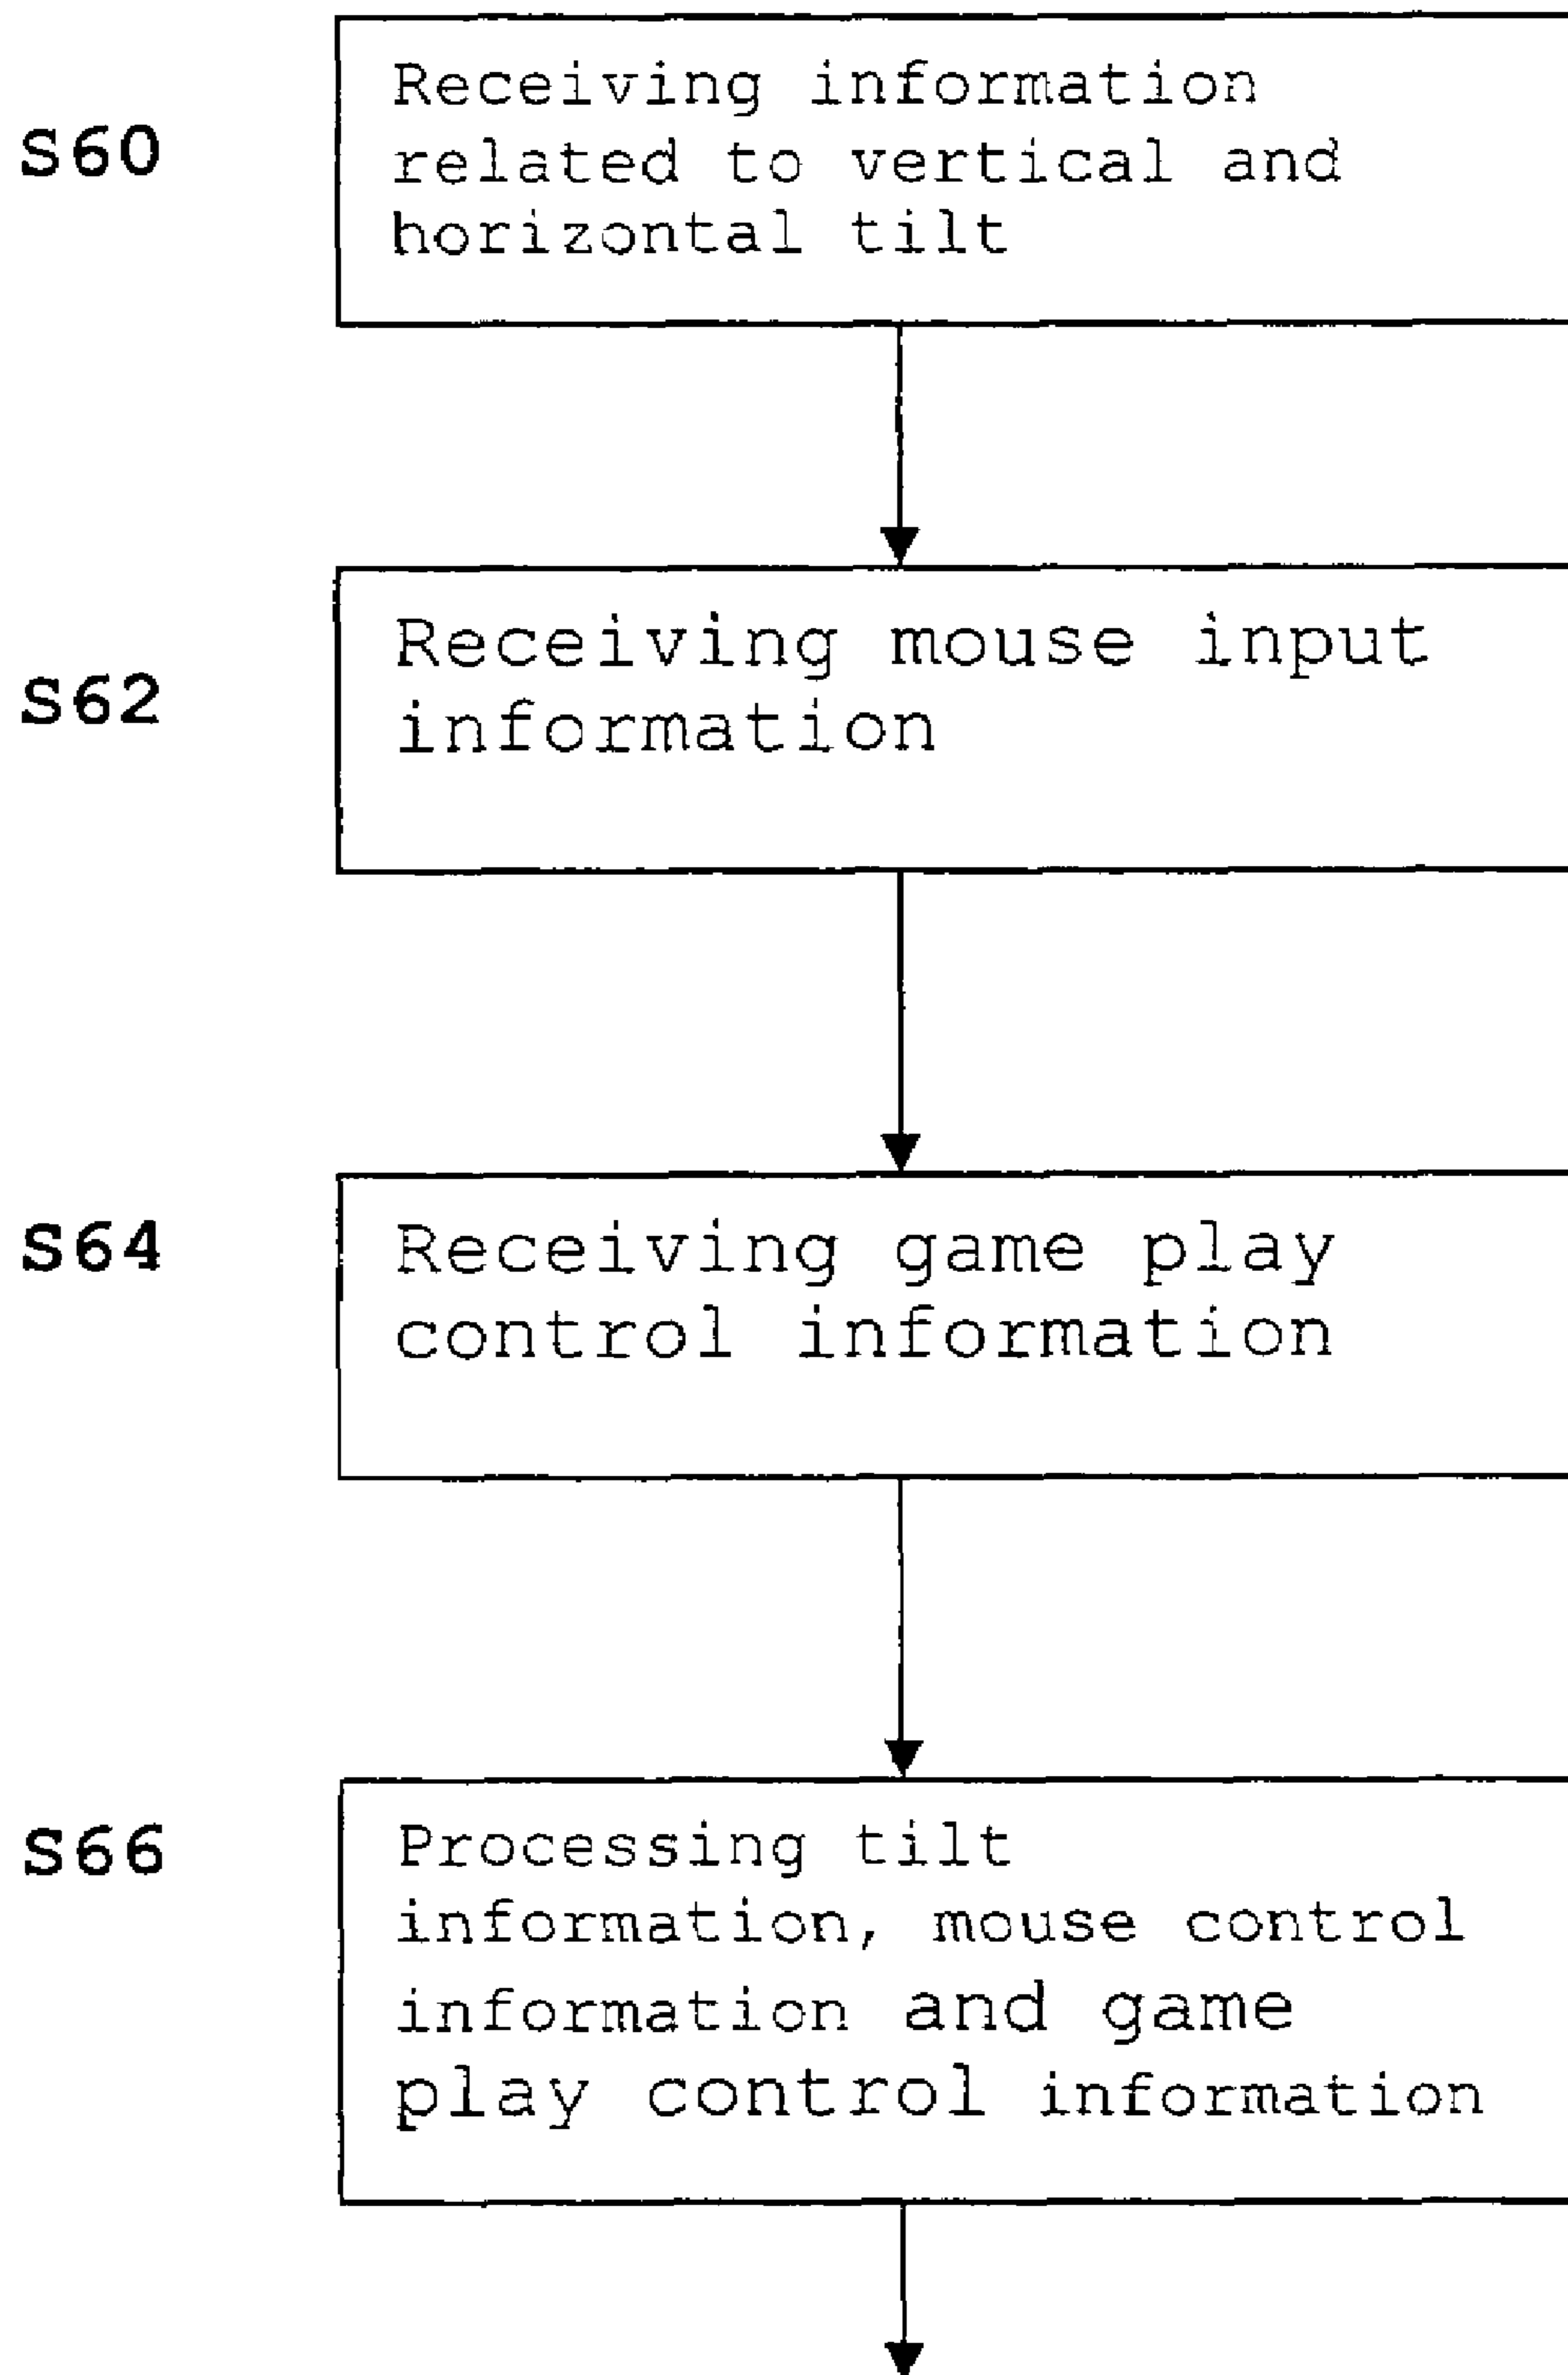 S60
Receiving information
related to vertical and
horizontal tilt
S62
Receiving mouse input
information
S64
Receiving game play
control information
S66
Processing tilt
information, mouse control
information and game
play control information